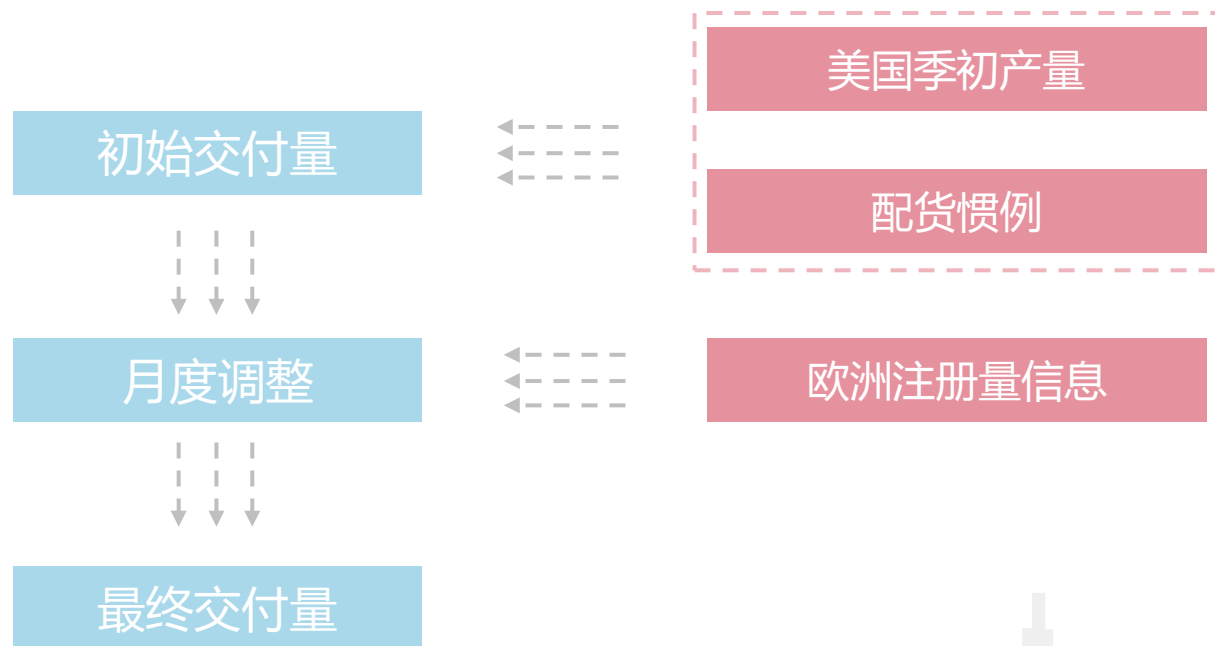 美国季初产量
初始交付量
配货惯例
月度调整
欧洲注册量信息
最终交付量